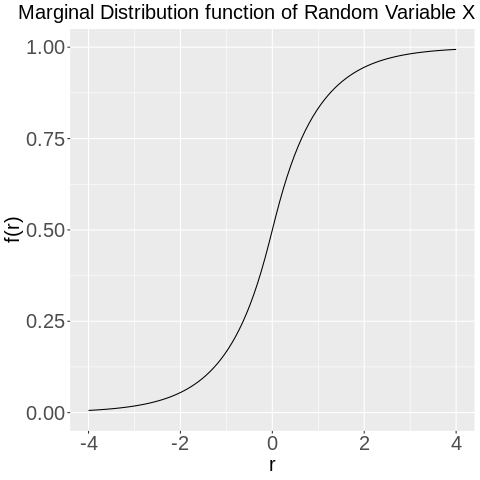 Marginal Distribution function of Random Variable X
1.00
0.75
0.50
0.25
0.00
f(r)
-4 -2 0 2 4
r